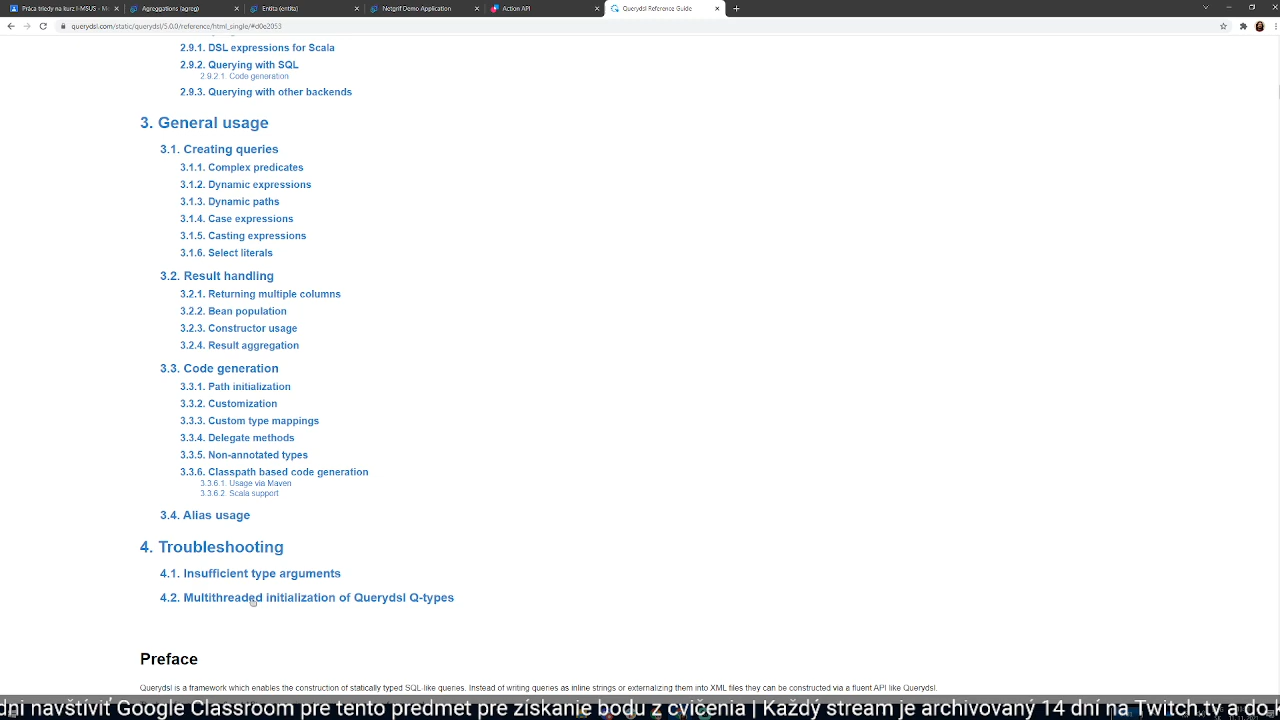 Práca triedy na kurz I-MSUS - Mo
Agreggations (agreg)
Entita (entita)
Netgrif Demo Application
Action API
Querydsl Reference Guide
querydsl.com/static/querydsl/5.0.0/reference/html_single/#d0e2053
2.9.1. DSL expressions for Scala
2.9.2. Querying with SQL
2.9.2.1. Code generation
2.9.3. Querying with other backends
3. General usage
3.1. Creating queries
3.1.1. Complex predicates
3.1.2. Dynamic expressions
3.1.3. Dynamic paths
3.1.4. Case expressions
3.1.5. Casting expressions
3.1.6. Select literals
3.2. Result handling
3.2.1. Returning multiple columns
3.2.2. Bean population
3.2.3. Constructor usage
3.2.4. Result aggregation
3.3. Code generation
3.3.1. Path initialization
3.3.2. Customization
3.3.3. Custom type mappings
3.3.4. Delegate methods
3.3.5. Non-annotated types
3.3.6. Classpath based code generation
3.3.6.1. Usage via Maven
3.3.6.2. Scala support
3.4. Alias usage
4. Troubleshooting
4.1. Insufficient type arguments
4.2. Multithreaded initialization of Querydsl Q-types
Preface
Querydsl is a framework which enables the construction of statically typed SQL-like queries. Instead of writing queries as inline strings or externalizing them into XML files they can be constructed via a fluent API like Querydsl.
dni navštíviť Google Classroom pre tento predmet pre získanie bodu z cvičenia | Každý stream je archivovaný 14 dní na Twitch.tv a do